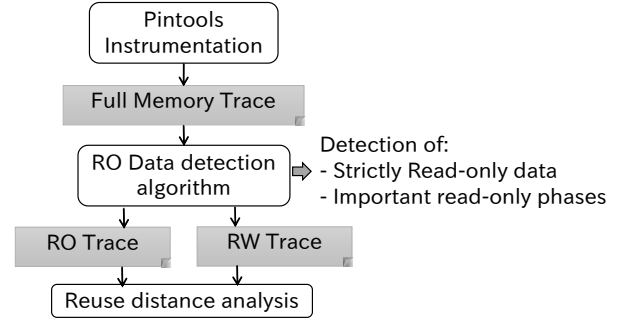 Pintools
Instrumentation
Full Memory Trace
RO Data detection
algorithm
Detection of:
- Strictly Read-only data
- Important read-only phases
RO Trace
RW Trace
Reuse distance analysis